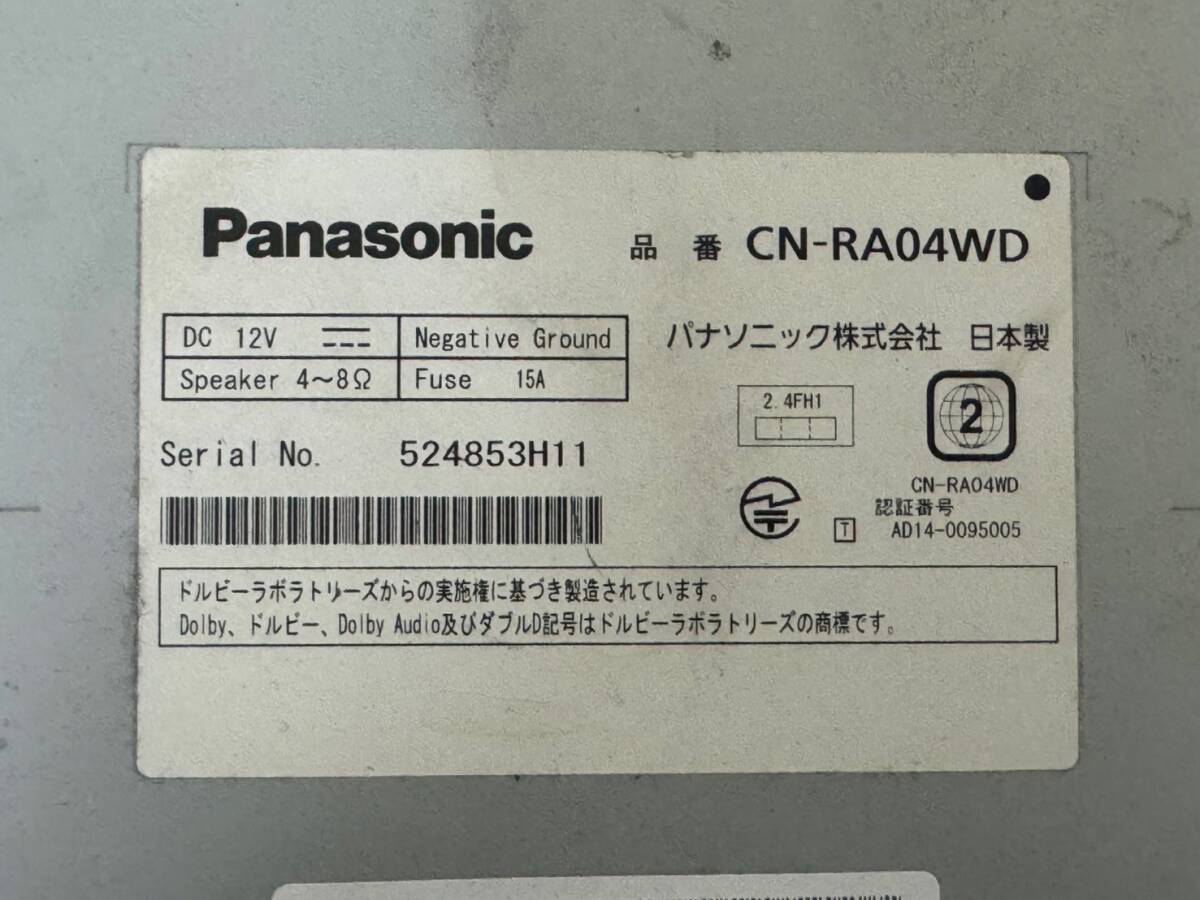 Panasonic 品 番 CN-RA04WD
DC 12V Negative Ground
Speaker 4～8Ω Fuse 15A
パナソニック株式会社 日本製
2.4FH1
2
Serial No. 524853H11
CN-RA04WD
認証番号
T AD14-0095005
ドルビーラボラトリーズからの実施権に基づき製造されています。
Dolby、ドルビー、Dolby Audio及びダブルD記号はドルビーラボラトリーズの商標です。